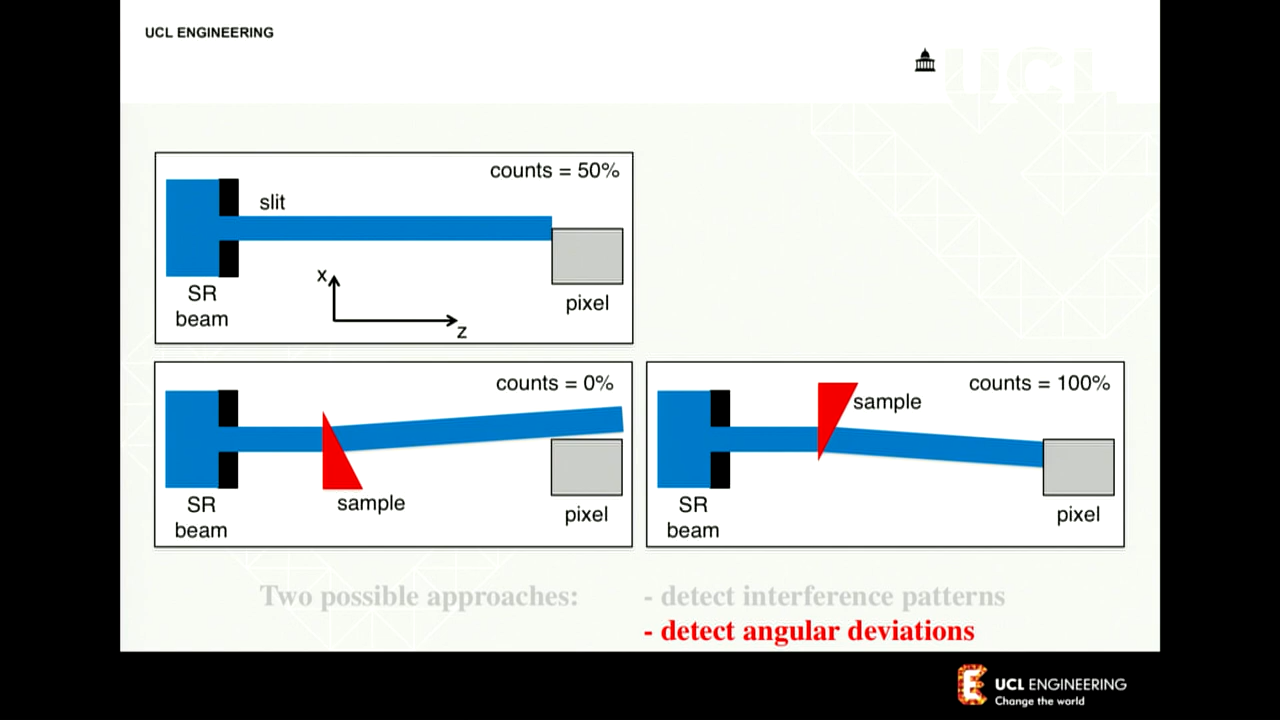 UCL ENGINEERING
UCL
counts = 50%
slit
x
z
SR
beam
pixel
counts = 0%
sample
SR
beam
pixel
counts = 100%
sample
SR
beam
pixel
Two possible approaches: - detect interference patterns
- detect angular deviations
UCL ENGINEERING
Change the world